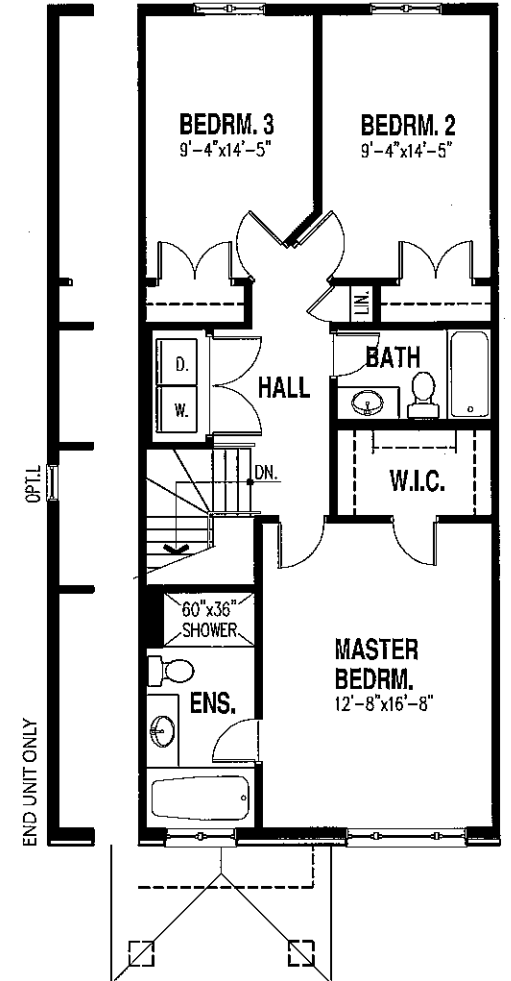 BEDRM. 3
9'-4"x14'-5"
BEDRM. 2
9'-4"x14'-5"
LIN.
D.
W.
HALL
BATH
DN.
W.I.C.
OPT.L
60"x36"
SHOWER
ENS.
MASTER
BEDRM.
12'-8"x16'-8"
END UNIT ONLY